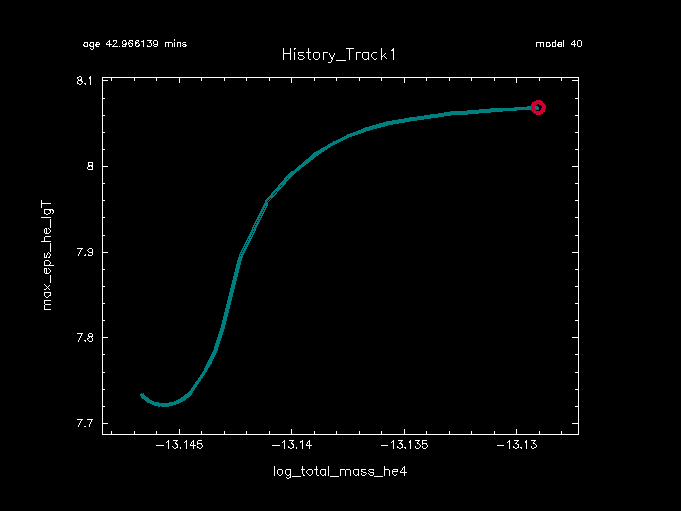 age 42.966139 mins
model 40
History_Track1
8.1
8
7.9
7.8
7.7
max_eps_he_lgT
−13.145
−13.14
−13.135
−13.13
log_total_mass_he4